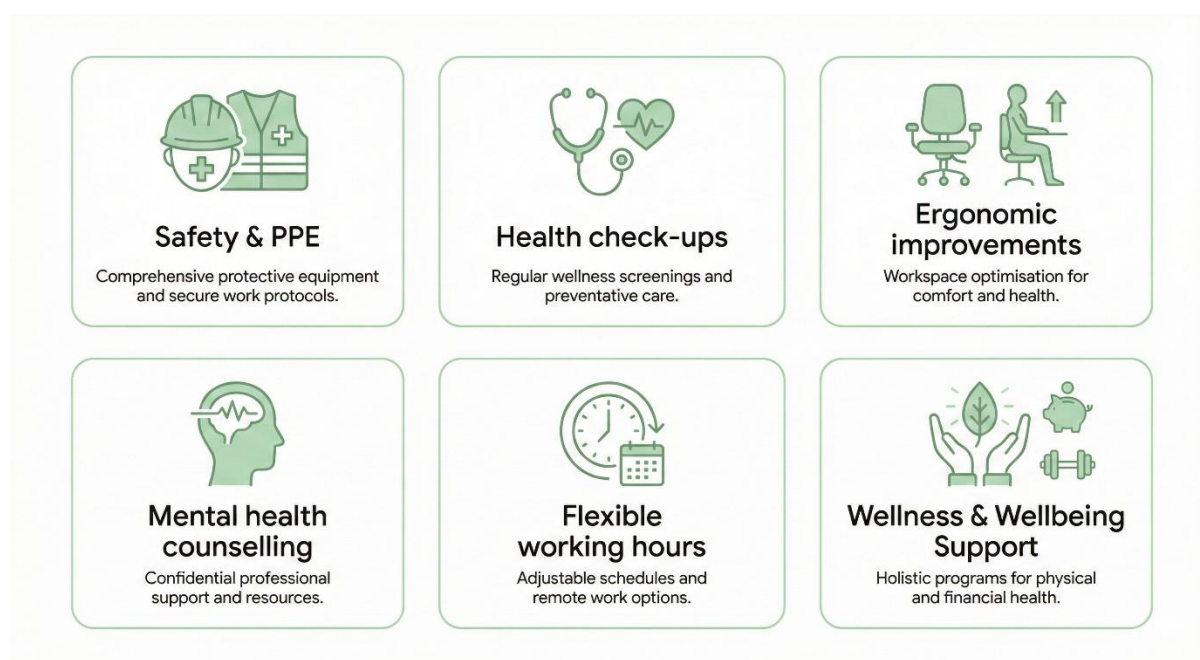 Safety & PPE
Comprehensive protective equipment
and secure work protocols.
Health check-ups
Regular wellness screenings and
preventative care.
Ergonomic
improvements
Workspace optimisation for
comfort and health.
Mental health
counselling
Confidential professional
support and resources.
Flexible
working hours
Adjustable schedules and
remote work options.
Wellness & Wellbeing
Support
Holistic programs for physical
and financial health.